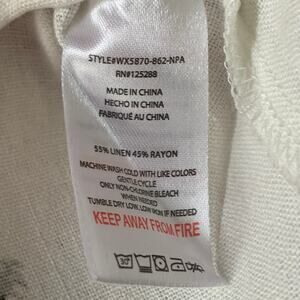 STYLE#WX5870-862-NPA
RN#125288
MADE IN CHINA
HECHO IN CHINA
FABRIQUÉ AU CHINA
55% LINEN 45% RAYON
MACHINE WASH COLD WITH LIKE COLORS
GENTLE CYCLE
ONLY NON-CHLORINE BLEACH
WHEN NEEDED
TUMBLE DRY LOW. LOW IRON IF NEEDED
KEEP AWAY FROM FIRE
30°